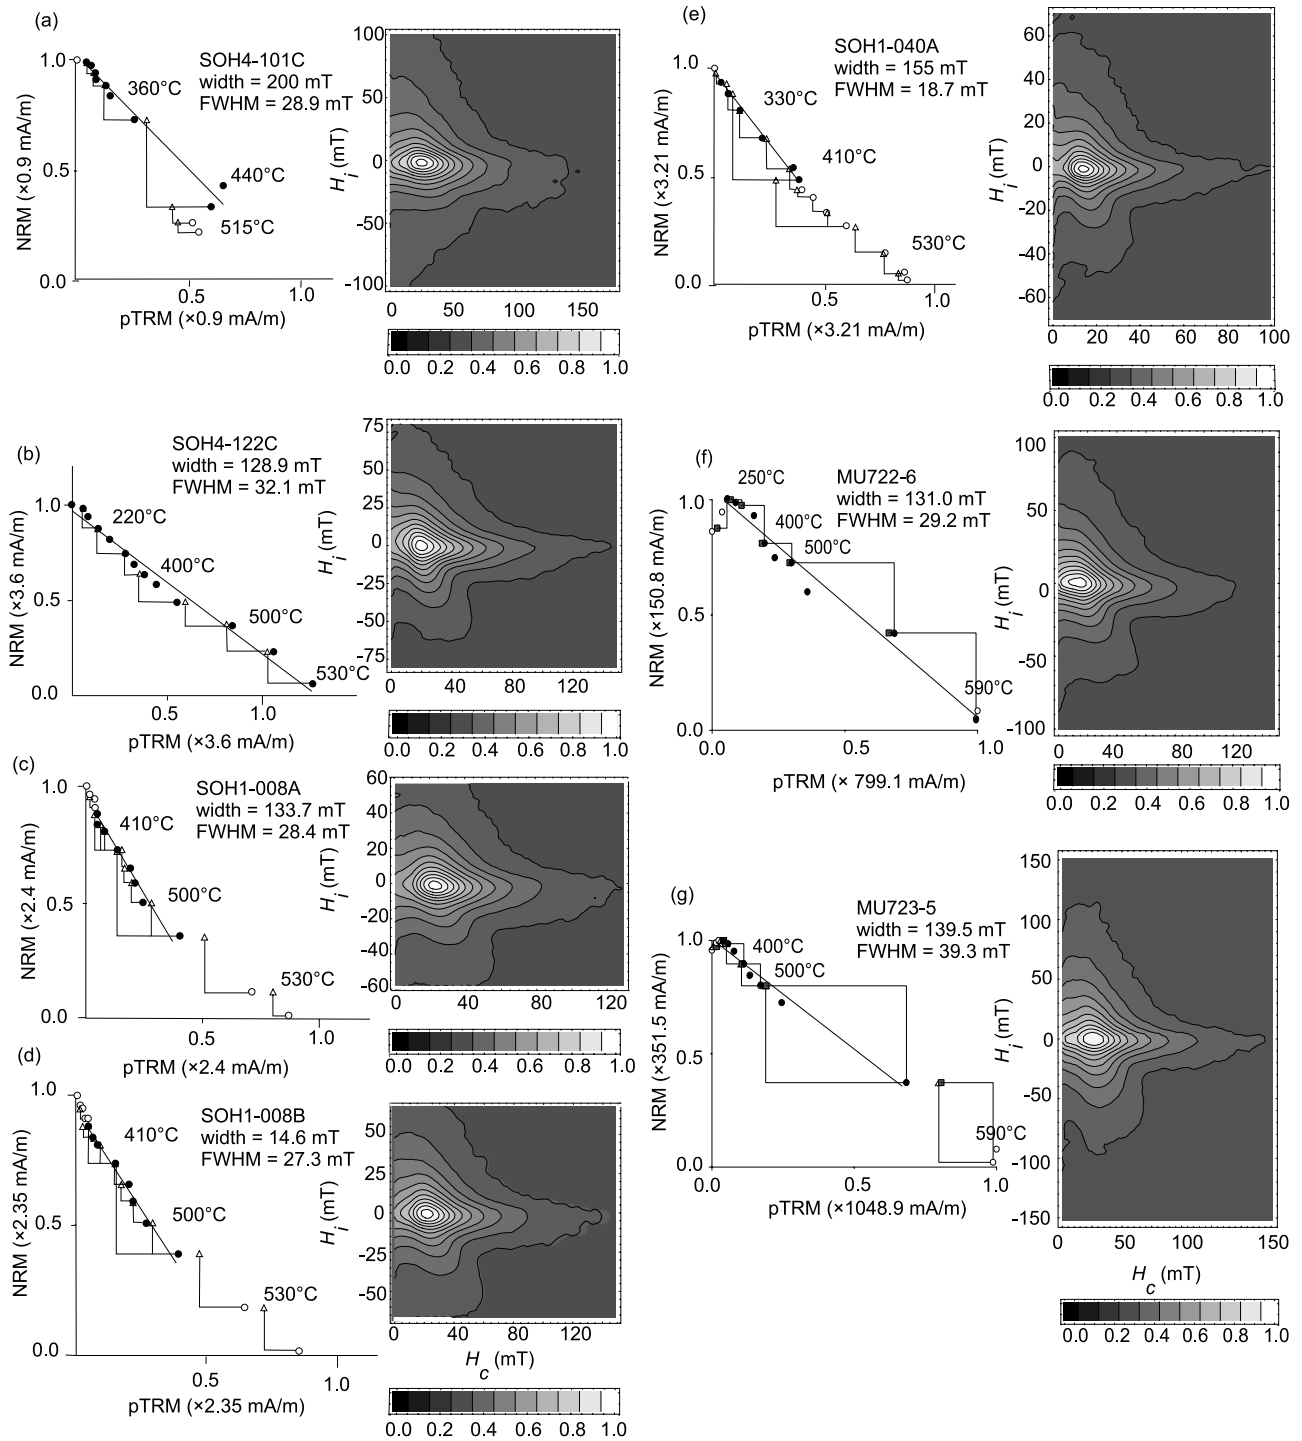 (a)
SOH4-101C
width = 200 mT
FWHM = 28.9 mT
360°C
440°C
515°C
1.0
0.5
0.0
0.5
1.0
NRM (×0.9 mA/m)
pTRM (×0.9 mA/m)
100
50
0
-50
-100
H_i (mT)
0
50
100
150
0.0 0.2 0.4 0.6 0.8 1.0
(b)
SOH4-122C
width = 128.9 mT
FWHM = 32.1 mT
220°C
400°C
500°C
530°C
1.0
0.5
0.0
0.5
1.0
NRM (×3.6 mA/m)
pTRM (×3.6 mA/m)
75
50
25
0
-25
-50
-75
H_i (mT)
0
40
80
120
0.0 0.2 0.4 0.6 0.8 1.0
(c)
SOH1-008A
width = 133.7 mT
FWHM = 28.4 mT
410°C
500°C
530°C
1.0
0.5
0.0
0.5
1.0
NRM (×2.4 mA/m)
pTRM (×2.4 mA/m)
60
40
20
0
-20
-40
-60
H_i (mT)
0
40
80
130
0.0 0.2 0.4 0.6 0.8 1.0
(d)
SOH1-008B
width = 14.6 mT
FWHM = 27.3 mT
410°C
500°C
530°C
1.0
0.5
0.0
0.5
1.0
NRM (×2.35 mA/m)
pTRM (×2.35 mA/m)
50
25
0
-25
-50
H_i (mT)
0
40
80
140
H_c (mT)
0.0 0.2 0.4 0.6 0.8 1.0
(e)
SOH1-040A
width = 155 mT
FWHM = 18.7 mT
330°C
410°C
530°C
1.0
0.5
0.0
0.5
1.0
NRM (×3.21 mA/m)
pTRM (×3.21 mA/m)
60
40
20
0
-20
-40
-60
H_i (mT)
0
20
40
60
80
100
0.0 0.2 0.4 0.6 0.8 1.0
(f)
MU722-6
width = 131.0 mT
FWHM = 29.2 mT
250°C
400°C
500°C
590°C
1.0
0.5
0.0
0.0
0.5
1.0
NRM (×150.8 mA/m)
pTRM (× 799.1 mA/m)
100
50
0
-50
-100
H_i (mT)
0
40
80
120
0.0 0.2 0.4 0.6 0.8 1.0
(g)
MU723-5
width = 139.5 mT
FWHM = 39.3 mT
400°C
500°C
590°C
1.0
0.5
0.0
0.0
0.5
1.0
NRM (×351.5 mA/m)
pTRM (×1048.9 mA/m)
150
100
50
0
-50
-100
-150
H_i (mT)
0
50
100
150
H_c (mT)
0.0 0.2 0.4 0.6 0.8 1.0